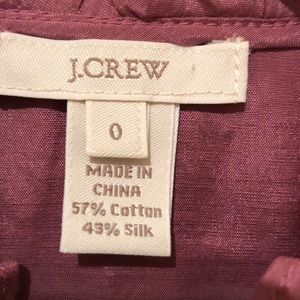 J.CREW
0
MADE IN
CHINA
57% Cotton
43% Silk